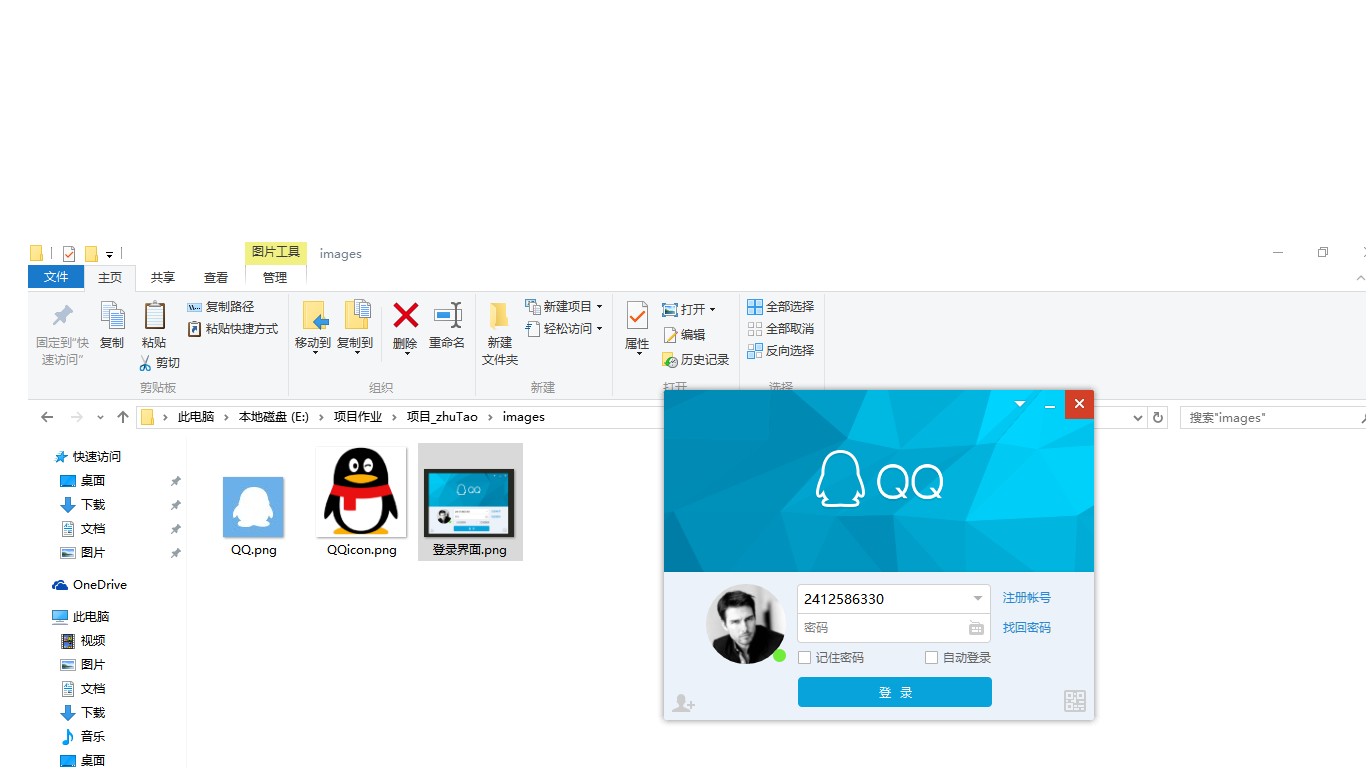 图片工具 images
文件 主页 共享 查看 管理
固定到"快速访问"
复制
粘贴
复制路径
粘贴快捷方式
剪切
剪贴板
移动到 复制到 删除 重命名
组织
新建文件夹
新建项目
轻松访问
新建
属性
打开
编辑
历史记录
打开
全部选择
全部取消
反向选择
选择
此电脑 本地磁盘 (E:) 项目作业 项目_zhuTao images
搜索"images"
快速访问
桌面
下载
文档
图片
OneDrive
此电脑
视频
图片
文档
下载
音乐
桌面
QQ.png QQicon.png 登录界面.png
QQ
2412586330 注册帐号
密码 找回密码
记住密码 自动登录
登 录